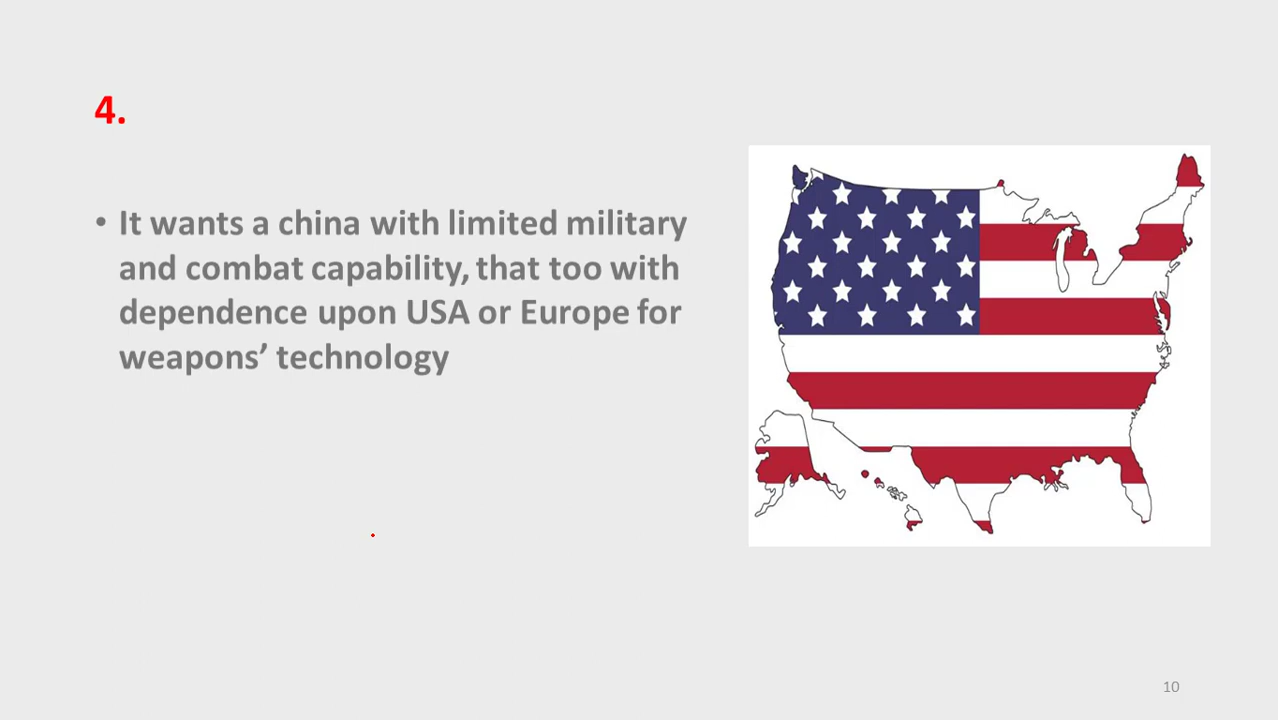 4.
• It wants a china with limited military
and combat capability, that too with
dependence upon USA or Europe for
weapons’ technology
10